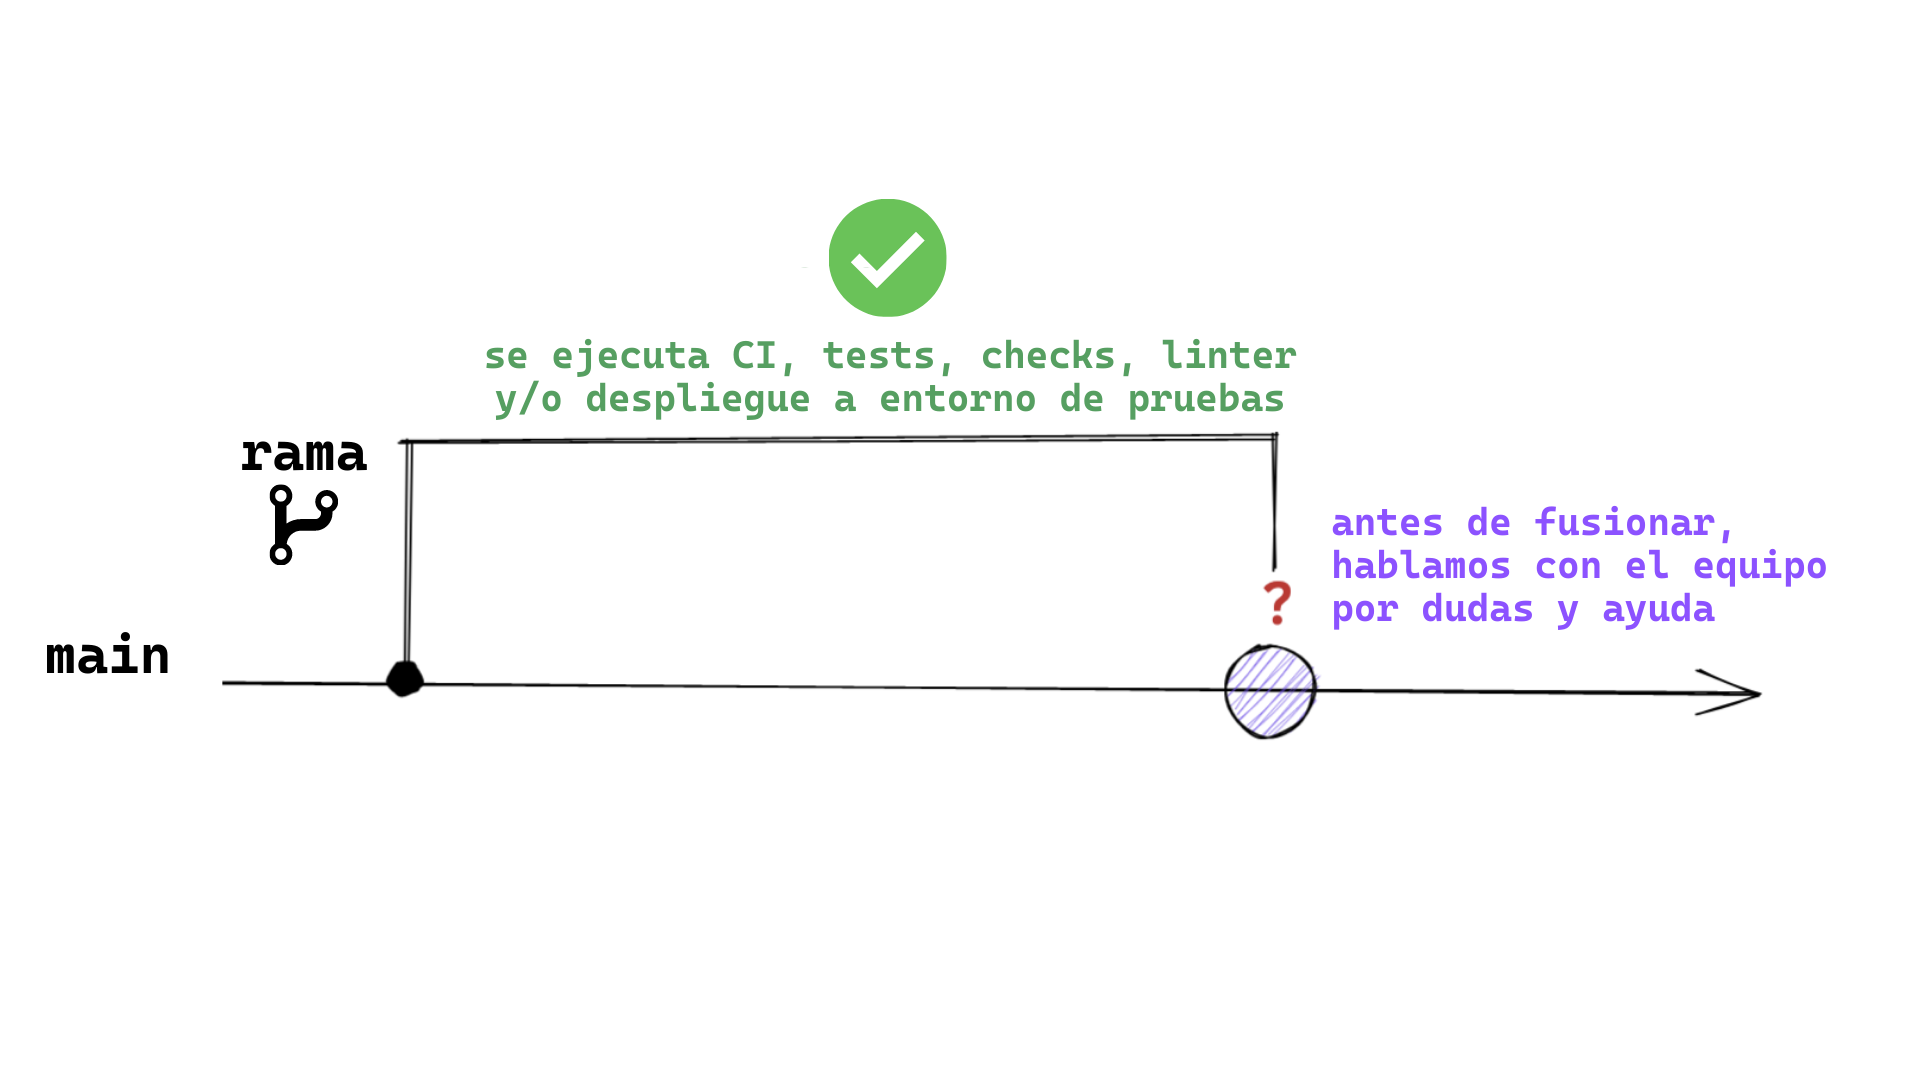 se ejecuta CI, tests, checks, linter
y/o despliegue a entorno de pruebas
rama
antes de fusionar,
hablamos con el equipo
por dudas y ayuda
?
main